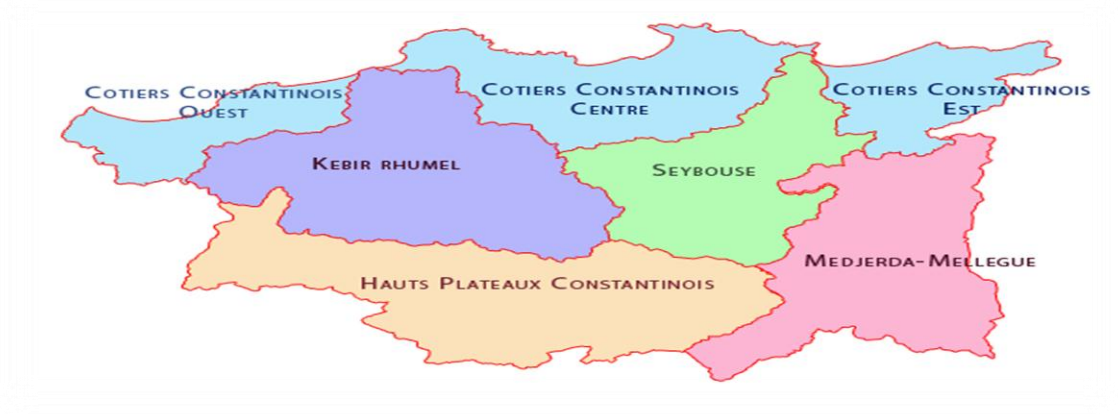 COTIERS CONSTANTINOIS
OUEST
COTIERS CONSTANTINOIS
CENTRE
COTIERS CONSTANTINOIS
EST
KEBIR RHUMEL
SEYBOUSE
MEDJERDA-MELLEGUE
HAUTS PLATEAUX CONSTANTINOIS